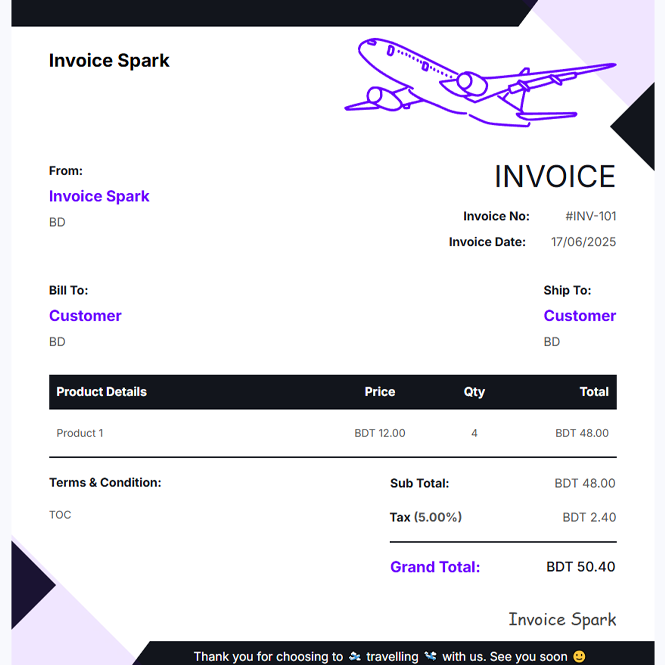 Invoice Spark
From:
Invoice Spark
BD
INVOICE
Invoice No: #INV-101
Invoice Date: 17/06/2025
Bill To:
Customer
BD
Ship To:
Customer
BD
Product Details Price Qty Total
Product 1 BDT 12.00 4 BDT 48.00
Terms & Condition:
TOC
Sub Total: BDT 48.00
Tax (5.00%) BDT 2.40
Grand Total: BDT 50.40
Invoice Spark
Thank you for choosing to 🛬 travelling 🛫 with us. See you soon 🙂